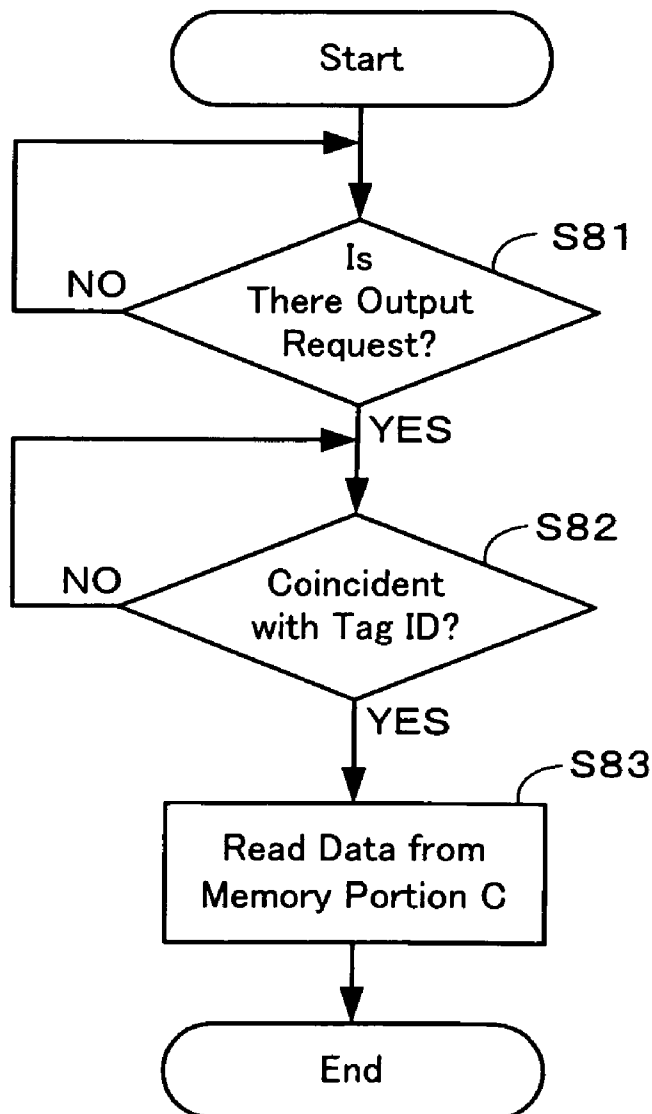 Start
S81
Is
There Output
Request?
NO
YES
S82
Coincident
with Tag ID?
NO
YES
S83
Read Data from
Memory Portion C
End